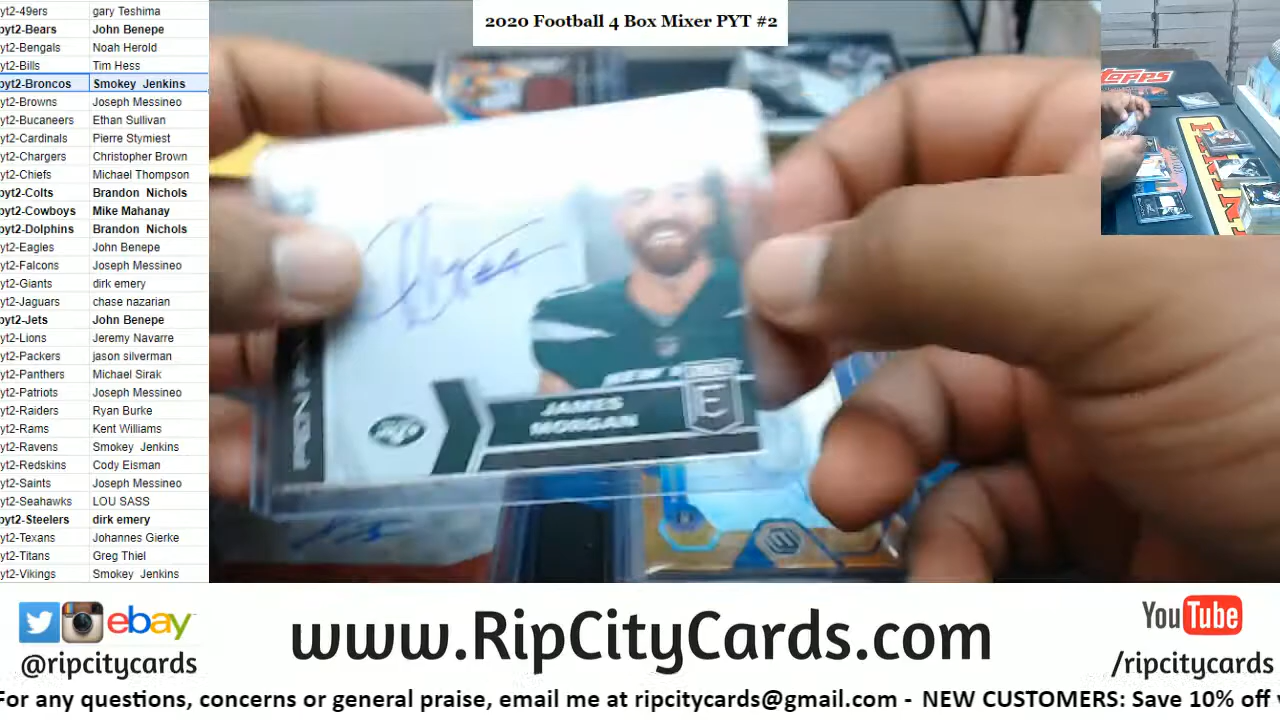 2020 Football 4 Box Mixer PYT #2
yt2-49ers gary Teshima
pyt2-Bears John Benepe
yt2-Bengals Noah Herold
yt2-Bills Tim Hess
pyt2-Broncos Smokey Jenkins
yt2-Browns Joseph Messineo
yt2-Bucaneers Ethan Sullivan
yt2-Cardinals Pierre Stymiest
yt2-Chargers Christopher Brown
yt2-Chiefs Michael Thompson
pyt2-Colts Brandon Nichols
pyt2-Cowboys Mike Mahanay
pyt2-Dolphins Brandon Nichols
yt2-Eagles John Benepe
yt2-Falcons Joseph Messineo
yt2-Giants dirk emery
yt2-Jaguars chase nazarian
pyt2-Jets John Benepe
yt2-Lions Jeremy Navarre
yt2-Packers jason silverman
yt2-Panthers Michael Sirak
yt2-Patriots Joseph Messineo
yt2-Raiders Ryan Burke
yt2-Rams Kent Williams
yt2-Ravens Smokey Jenkins
yt2-Redskins Cody Eisman
yt2-Saints Joseph Messineo
yt2-Seahawks LOU SASS
pyt2-Steelers dirk emery
yt2-Texans Johannes Gierke
yt2-Titans Greg Thiel
yt2-Vikings Smokey Jenkins
JAMES
MORGAN
E
TOPPS
ebay
@ripcitycards
www.RipCityCards.com
YouTube
/ripcitycards
For any questions, concerns or general praise, email me at ripcitycards@gmail.com - NEW CUSTOMERS: Save 10% off